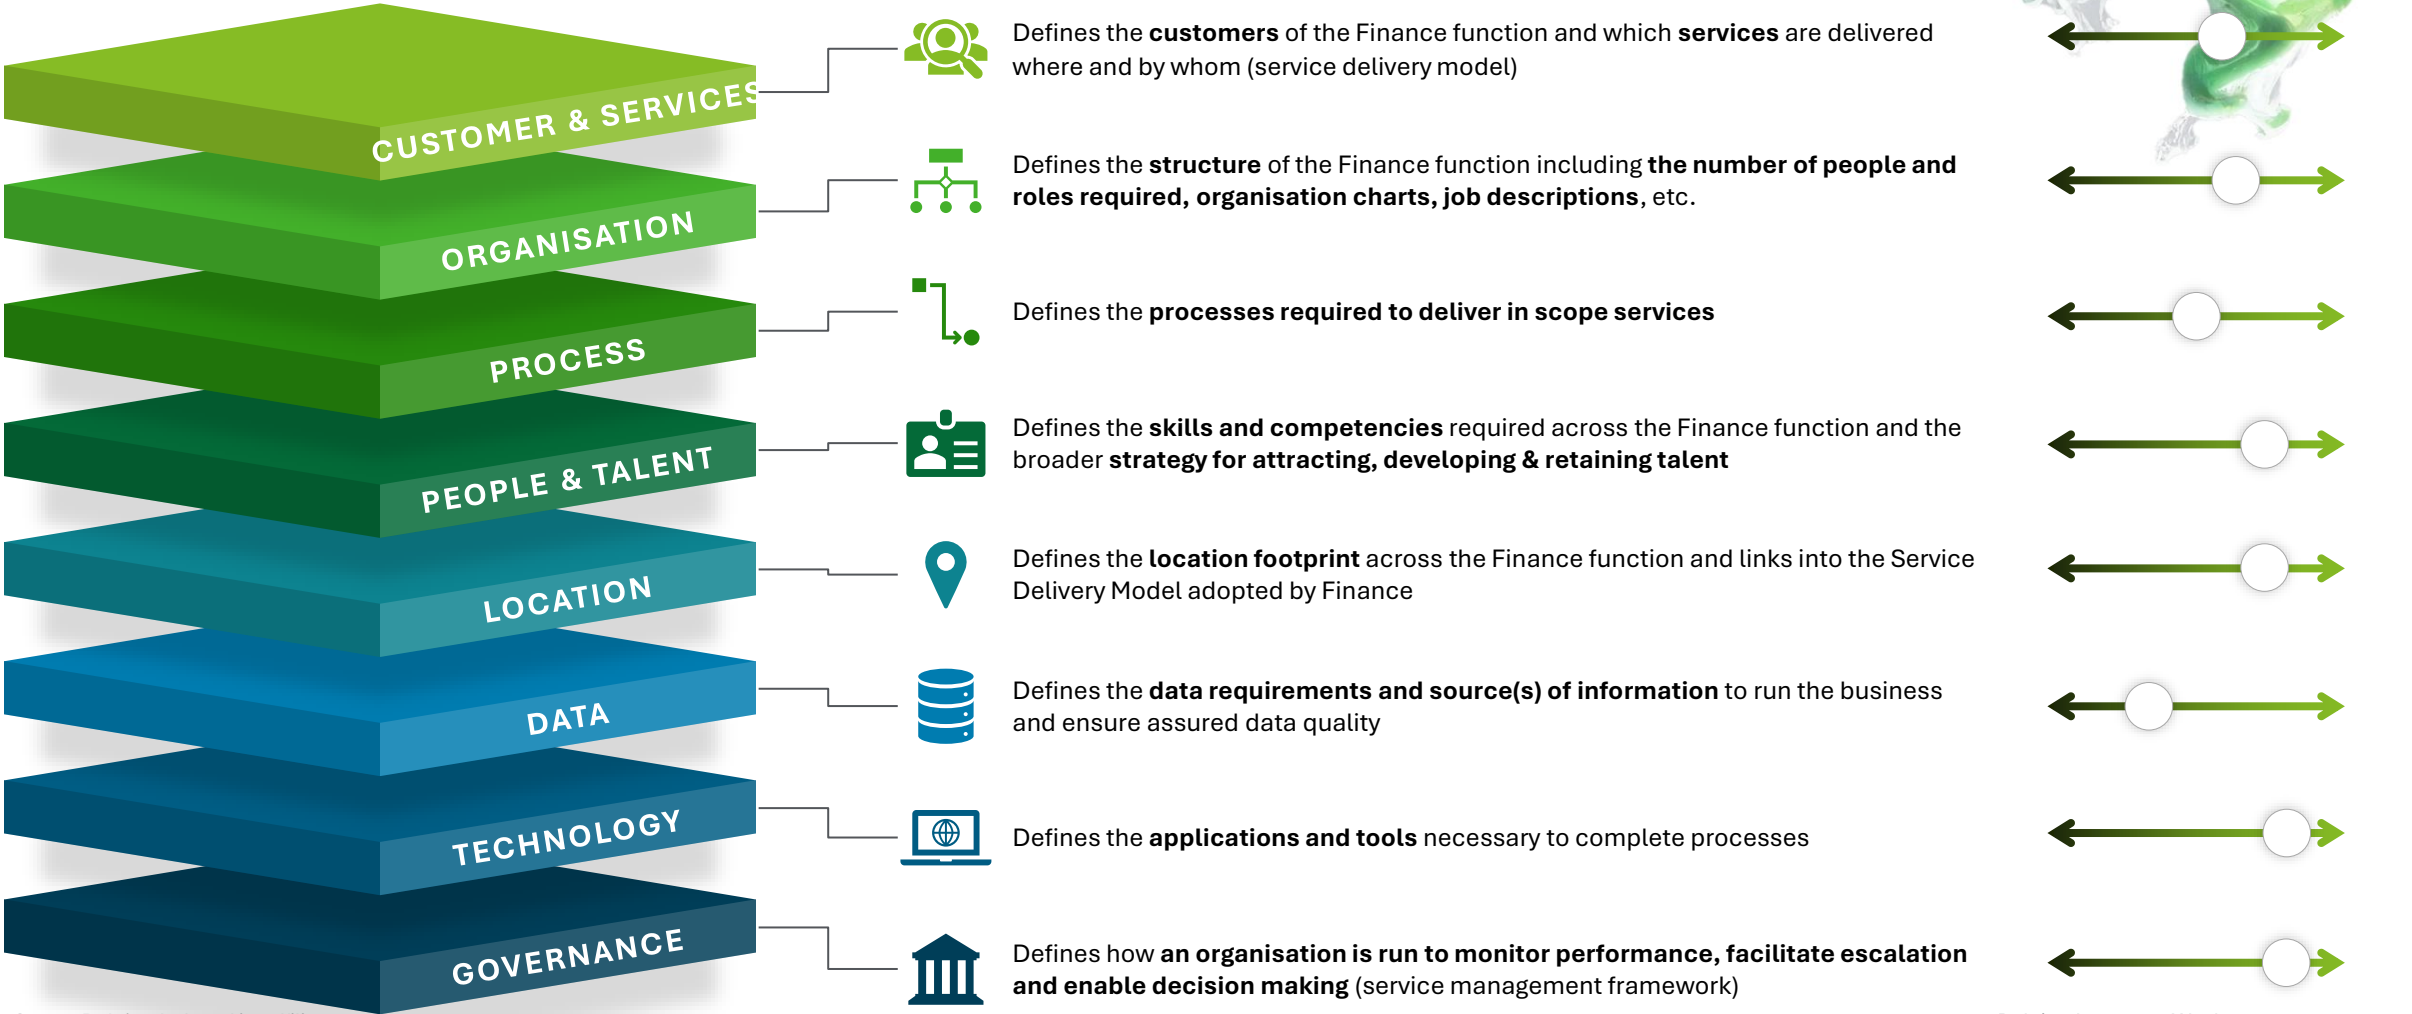 CUSTOMER & SERVICES
Defines the customers of the Finance function and which services are delivered
where and by whom (service delivery model)
ORGANISATION
Defines the structure of the Finance function including the number of people and
roles required, organisation charts, job descriptions, etc.
PROCESS
Defines the processes required to deliver in scope services
PEOPLE & TALENT
Defines the skills and competencies required across the Finance function and the
broader strategy for attracting, developing & retaining talent
LOCATION
Defines the location footprint across the Finance function and links into the Service
Delivery Model adopted by Finance
DATA
Defines the data requirements and source(s) of information to run the business
and ensure assured data quality
TECHNOLOGY
Defines the applications and tools necessary to complete processes
GOVERNANCE
Defines how an organisation is run to monitor performance, facilitate escalation
and enable decision making (service management framework)